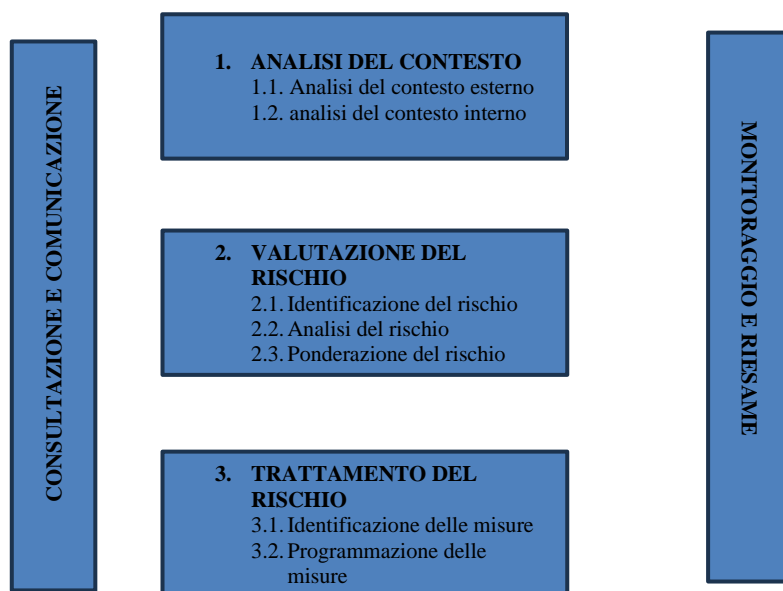 CONSULTAZIONE E COMUNICAZIONE
1. ANALISI DEL CONTESTO
1.1. Analisi del contesto esterno
1.2. analisi del contesto interno
2. VALUTAZIONE DEL
RISCHIO
2.1. Identificazione del rischio
2.2. Analisi del rischio
2.3. Ponderazione del rischio
3. TRATTAMENTO DEL
RISCHIO
3.1. Identificazione delle misure
3.2. Programmazione delle
misure
MONITORAGGIO E RIESAME